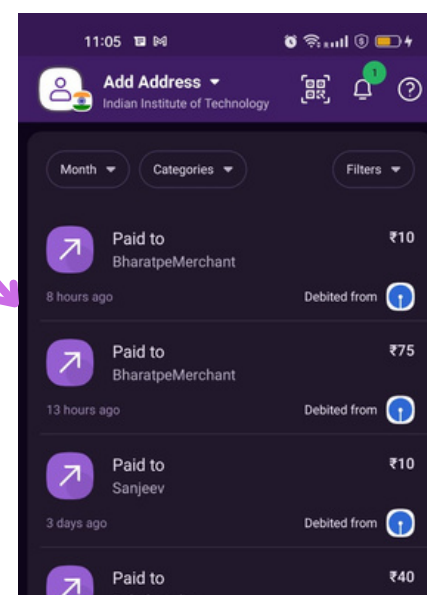 11:05
1
Add Address
Indian Institute of Technology
Month
Categories
Filters
Paid to
₹10
BharatpeMerchant
8 hours ago
Debited from
Paid to
₹75
BharatpeMerchant
13 hours ago
Debited from
Paid to
₹10
Sanjeev
3 days ago
Debited from
Paid to
₹40